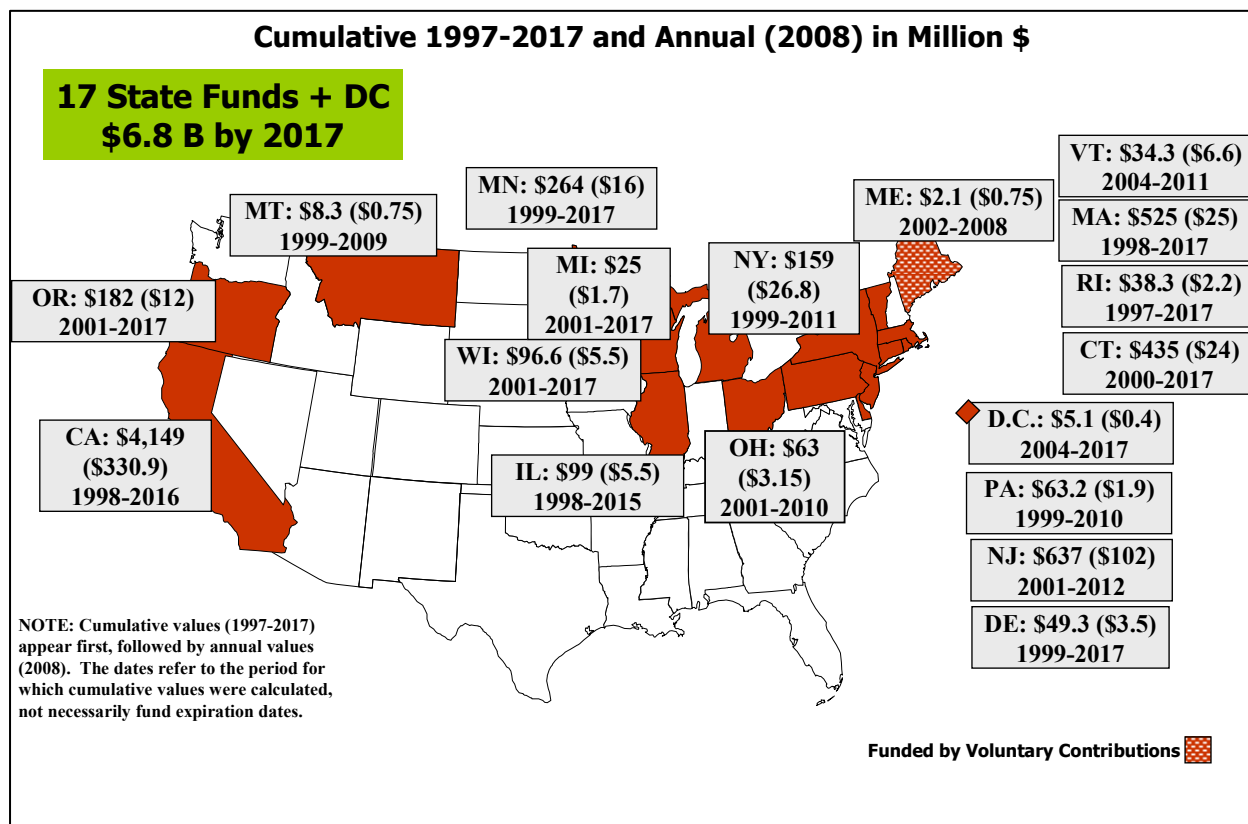 Cumulative 1997-2017 and Annual (2008) in Million $
17 State Funds + DC
$6.8 B by 2017
VT: $34.3 ($6.6)
2004-2011
MN: $264 ($16)
1999-2017
ME: $2.1 ($0.75)
2002-2008
MT: $8.3 ($0.75)
1999-2009
MA: $525 ($25)
1998-2017
MI: $25
($1.7)
2001-2017
NY: $159
($26.8)
1999-2011
RI: $38.3 ($2.2)
1997-2017
OR: $182 ($12)
2001-2017
WI: $96.6 ($5.5)
2001-2017
CT: $435 ($24)
2000-2017
D.C.: $5.1 ($0.4)
2004-2017
CA: $4,149
($330.9)
1998-2016
IL: $99 ($5.5)
1998-2015
OH: $63
($3.15)
2001-2010
PA: $63.2 ($1.9)
1999-2010
NJ: $637 ($102)
2001-2012
DE: $49.3 ($3.5)
1999-2017
NOTE: Cumulative values (1997-2017)
appear first, followed by annual values
(2008). The dates refer to the period for
which cumulative values were calculated,
not necessarily fund expiration dates.
Funded by Voluntary Contributions